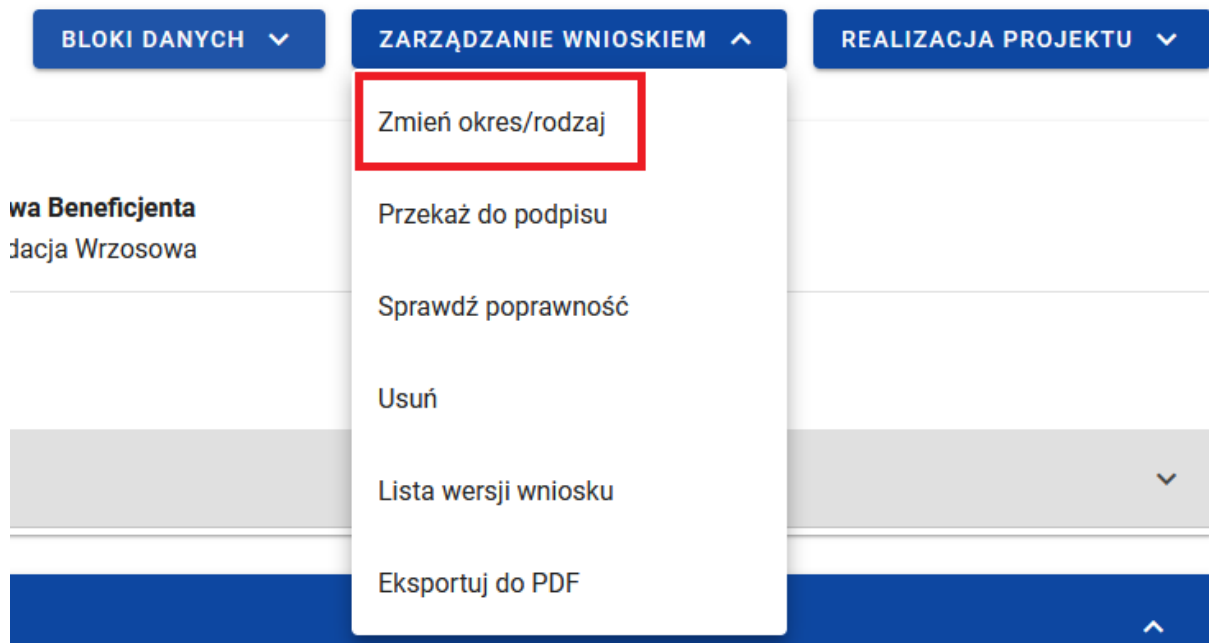 BLOKI DANYCH
ZARZĄDZANIE WNIOSKIEM
REALIZACJA PROJEKTU
Zmień okres/rodzaj
wa Beneficjenta
Przekaż do podpisu
dacja Wrzosowa
Sprawdź poprawność
Usuń
Lista wersji wniosku
Eksportuj do PDF